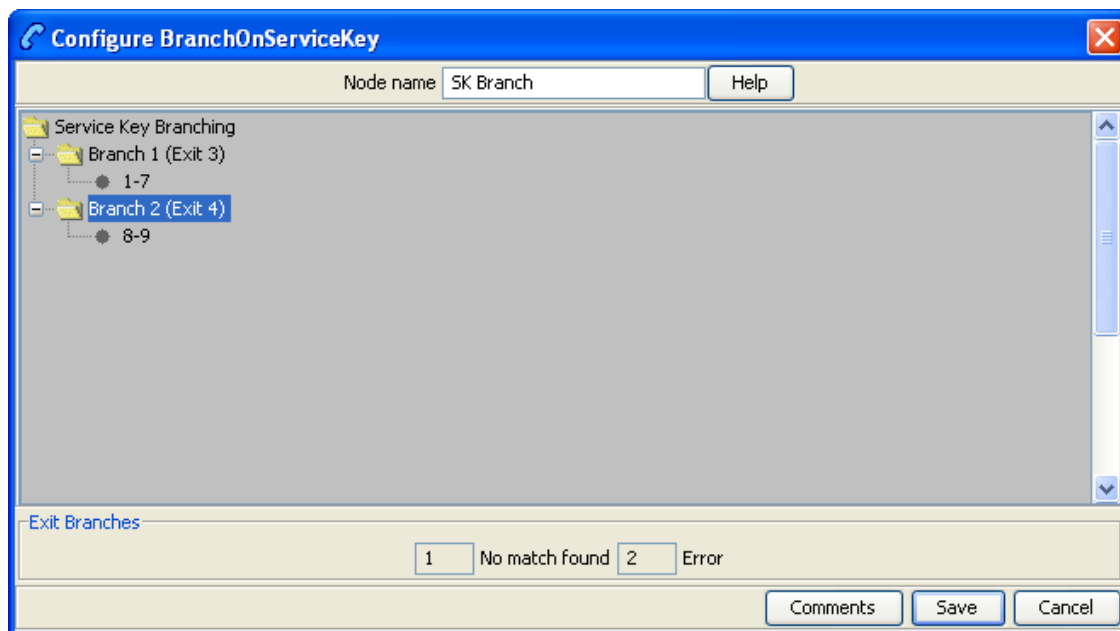 Configure BranchOnServiceKey
Node name SK Branch Help
Service Key Branching
Branch 1 (Exit 3)
1-7
Branch 2 (Exit 4)
8-9
Exit Branches
1 No match found 2 Error
Comments Save Cancel